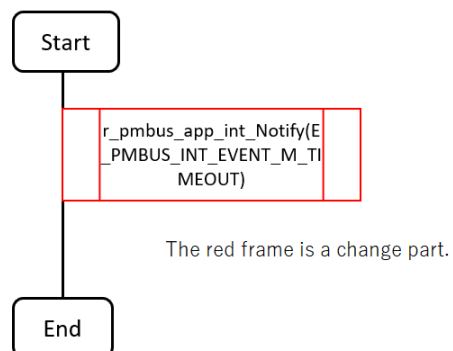 Start
r_pmbus_app_int_Notify(E
_PMBUS_INT_EVENT_M_TI
MEOUT)
The red frame is a change part.
End